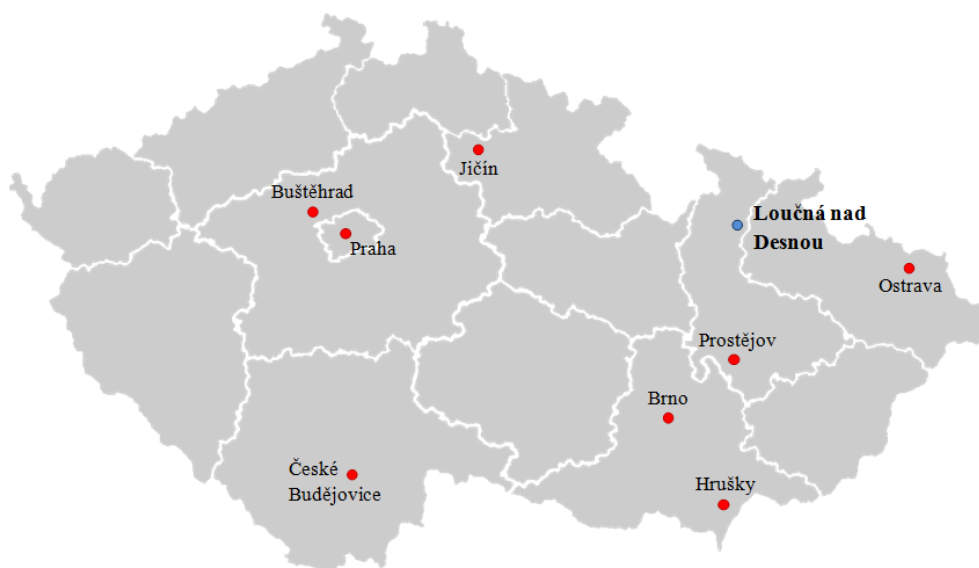 Jičín
Buštěhrad
Praha
Loučná nad
Desnou
Ostrava
Prostějov
Brno
České
Budějovice
Hrušky